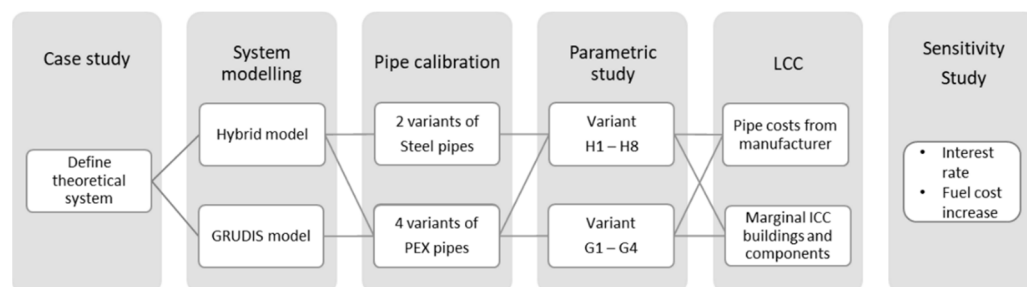 Case study
Define
theoretical
system
System
modelling
Hybrid model
GRUDIS model
Pipe calibration
2 variants of
Steel pipes
4 variants of
PEX pipes
Parametric
study
Variant
H1 – H8
Variant
G1 – G4
LCC
Pipe costs from
manufacturer
Marginal ICC
buildings and
components
Sensitivity
Study
• Interest
rate
• Fuel cost
increase